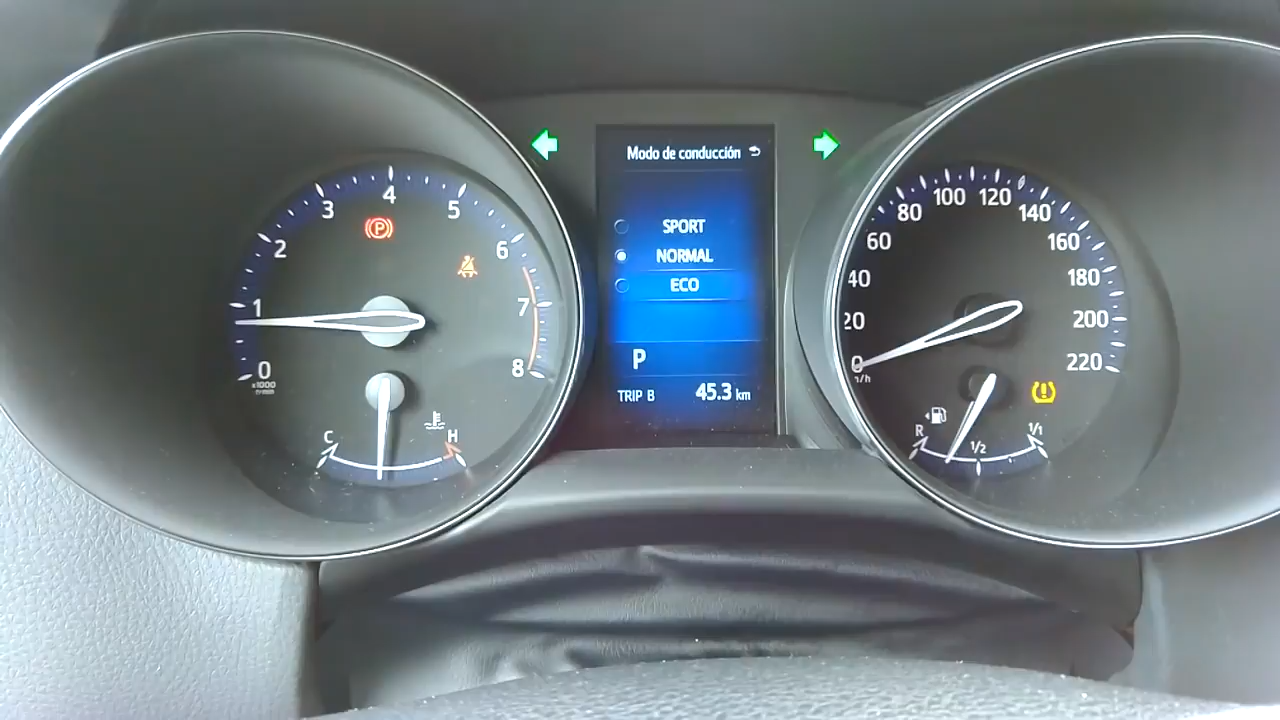 Modo de conducción
SPORT
NORMAL
ECO
P
TRIP B 45.3 km
0
1
2
3
4
5
6
7
8
x1000
r/min
P
C
H
0
20
40
60
80
100
120
140
160
180
200
220
R
1/2
1/1